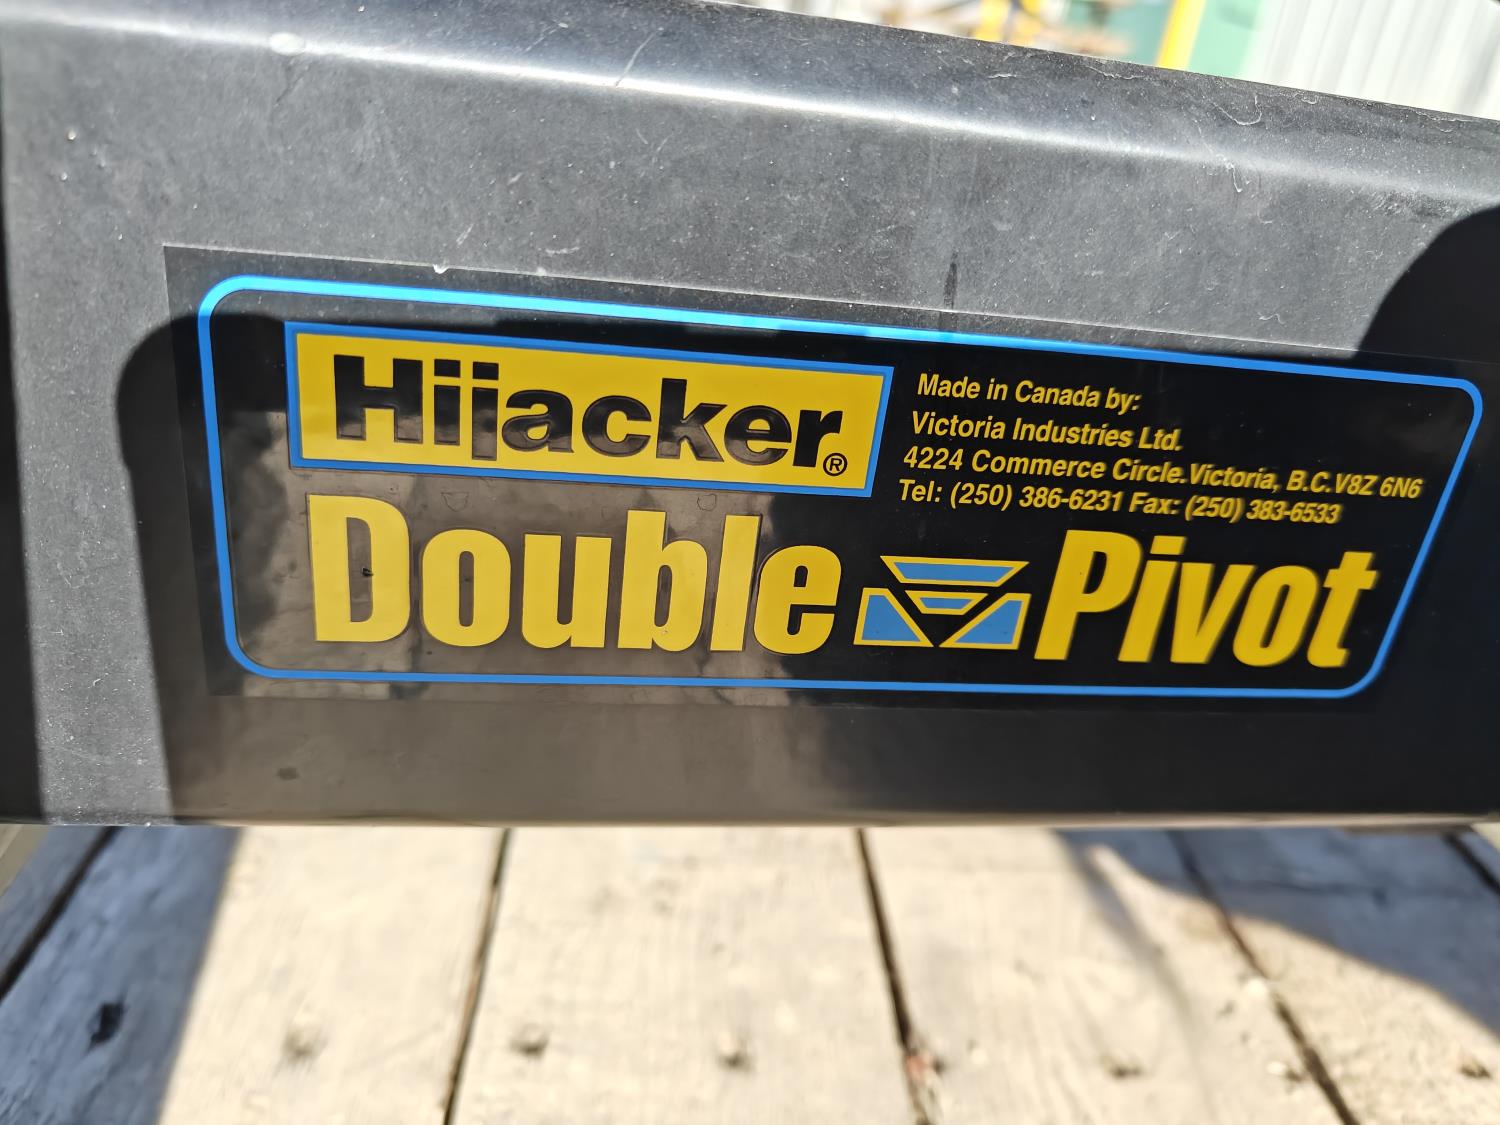 Hijacker®
Made in Canada by:
Victoria Industries Ltd.
4224 Commerce Circle.Victoria, B.C.V8Z 6N6
Tel: (250) 386-6231 Fax: (250) 383-6533
Double Pivot